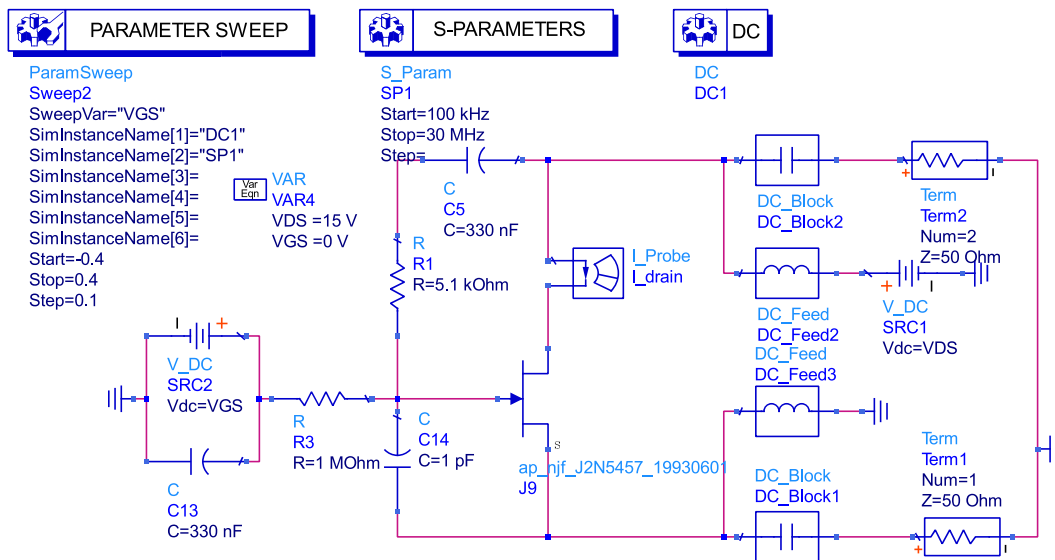 PARAMETER SWEEP
ParamSweep
Sweep2
SweepVar="VGS"
SimInstanceName[1]="DC1"
SimInstanceName[2]="SP1"
SimInstanceName[3]=
SimInstanceName[4]=
SimInstanceName[5]=
SimInstanceName[6]=
Start=-0.4
Stop=0.4
Step=0.1
Var
Eqn
VAR
VAR4
VDS =15 V
VGS =0 V
S-PARAMETERS
S_Param
SP1
Start=100 kHz
Stop=30 MHz
Step=
DC
DC
DC1
C
C5
C=330 nF
R
R1
R=5.1 kOhm
I_Probe
I_drain
DC_Block
DC_Block2
+
Term
Term2
Num=2
Z=50 Ohm
DC_Feed
DC_Feed2
+
V_DC
SRC1
Vdc=VDS
DC_Feed
DC_Feed3
+
V_DC
SRC2
Vdc=VGS
C
C13
C=330 nF
R
R3
R=1 MOhm
C
C14
C=1 pF
S
ap_njf_J2N5457_19930601
J9
DC_Block
DC_Block1
Term
Term1
Num=1
Z=50 Ohm
+